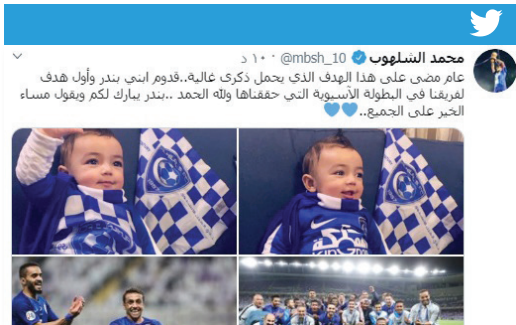 محمد الشلهوب @mbsh_10 · ١٠ د
عام مضى على هذا الهدف الذي يحمل ذكرى غالية..قدوم ابني بندر وأول هدف
لفريقنا في البطولة الآسيوية التي حققناها ولله الحمد ..بندر يبارك لكم ويقول مساء
الخير على الجميع..💙💙